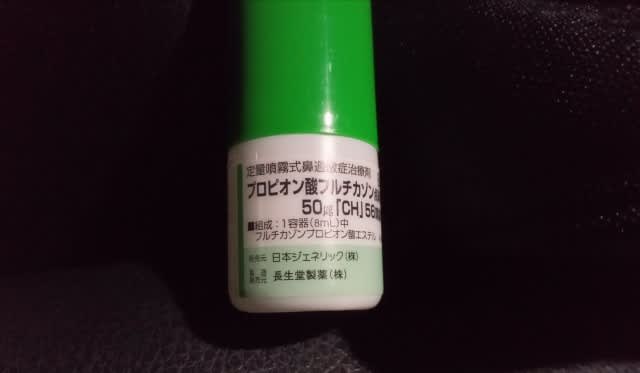 定量噴霧式鼻過敏症治療剤
プロピオン酸フルチカゾン
50μg「CH」56
■組成:1容器(8mL)中
フルチカゾンプロピオン酸エステル
発売元 日本ジェネリック(株)
製造販売元 長生堂製薬(株)